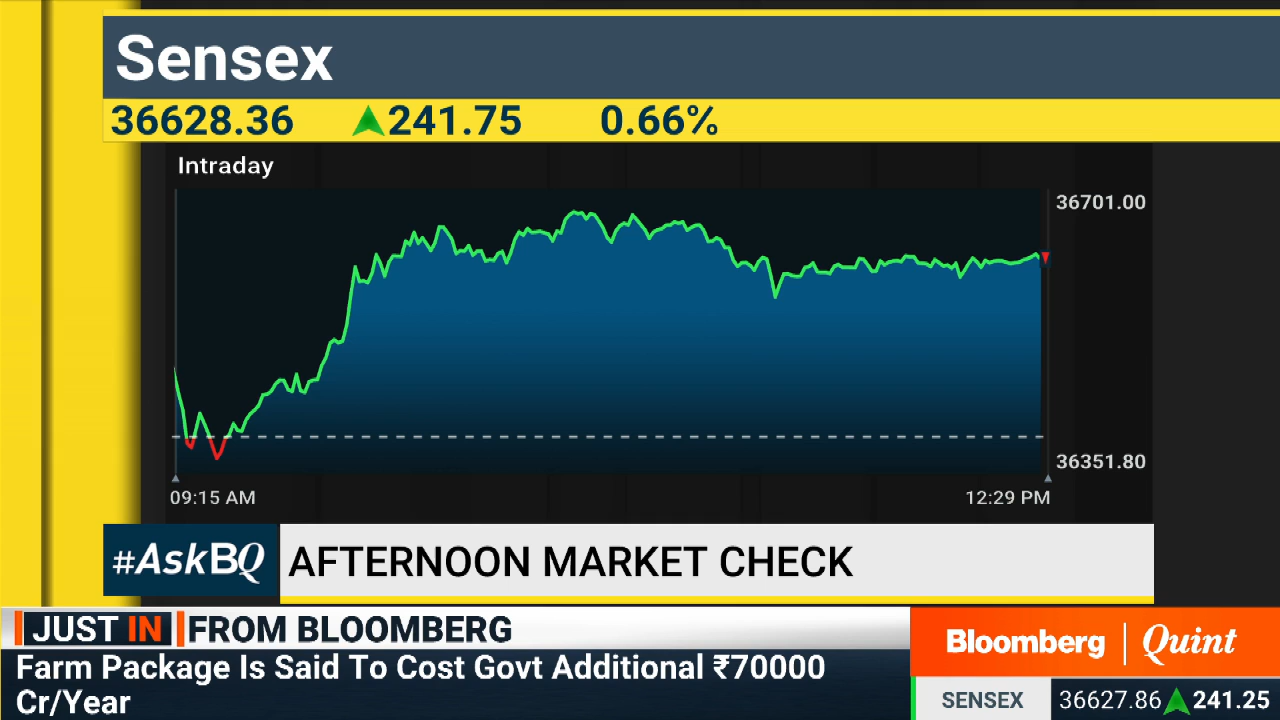 Sensex
36628.36 ▲241.75 0.66%
Intraday
36701.00
36351.80
09:15 AM 12:29 PM
#AskBQ AFTERNOON MARKET CHECK
JUST IN FROM BLOOMBERG
Farm Package Is Said To Cost Govt Additional ₹70000
Cr/Year
Bloomberg | Quint
SENSEX 36627.86 ▲241.25